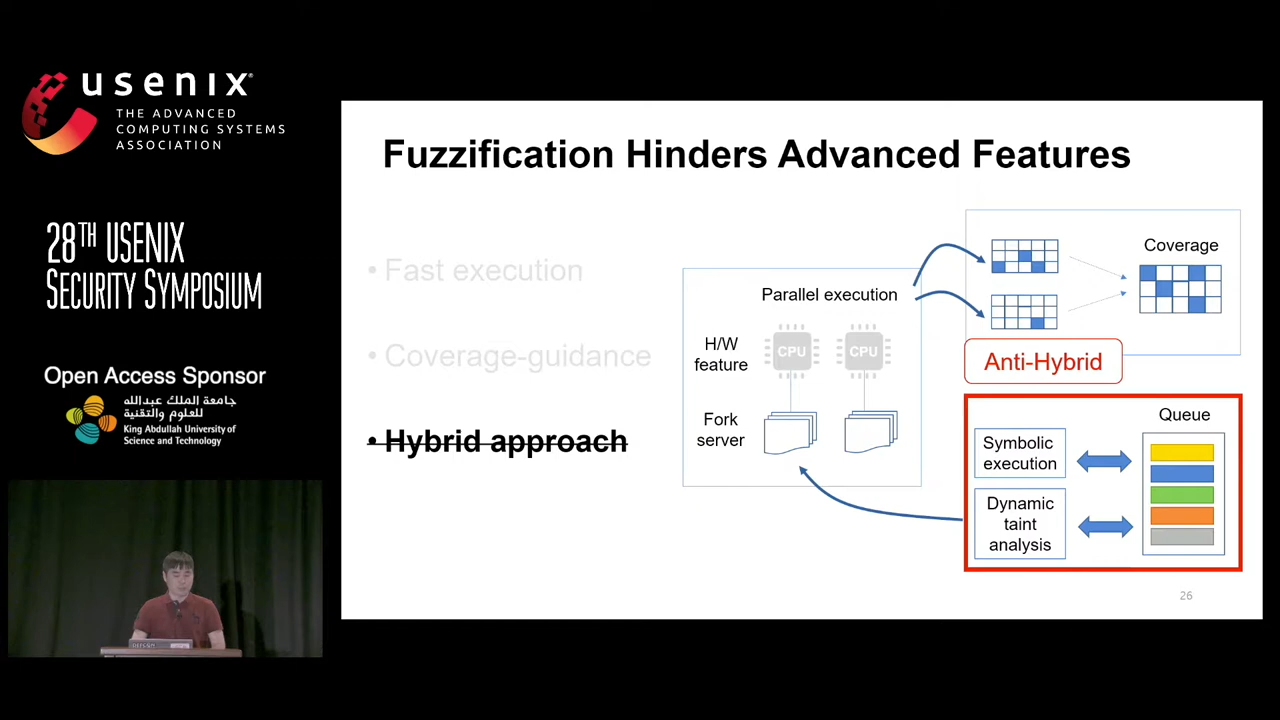 usenix
THE ADVANCED
COMPUTING SYSTEMS
ASSOCIATION
28TH USENIX
SECURITY SYMPOSIUM
Open Access Sponsor
جامعة الملك عبدالله
للعلوم والتقنية
King Abdullah University of
Science and Technology
Fuzzification Hinders Advanced Features
• Fast execution
• Coverage-guidance
• Hybrid approach
Parallel execution
H/W
feature
CPU
CPU
Fork
server
Coverage
Anti-Hybrid
Queue
Symbolic
execution
Dynamic
taint
analysis
26